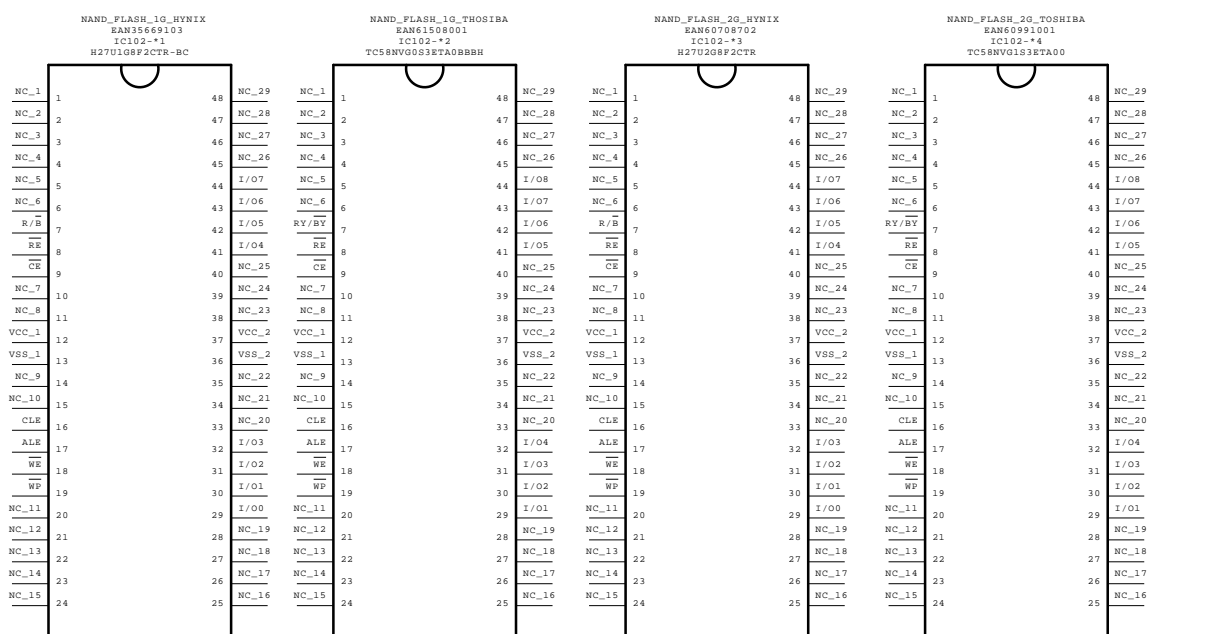 NAND_FLASH_1G_HYNIX
EAN35669103
IC102-*1
H27U1G8F2CTR-BC
NC_1 1 48 NC_29
NC_2 2 47 NC_28
NC_3 3 46 NC_27
NC_4 4 45 NC_26
NC_5 5 44 I/O7
NC_6 6 43 I/O6
R/B 7 42 I/O5
RE 8 41 I/O4
CE 9 40 NC_25
NC_7 10 39 NC_24
NC_8 11 38 NC_23
VCC_1 12 37 VCC_2
VSS_1 13 36 VSS_2
NC_9 14 35 NC_22
NC_10 15 34 NC_21
CLE 16 33 NC_20
ALE 17 32 I/O3
WE 18 31 I/O2
WP 19 30 I/O1
NC_11 20 29 I/O0
NC_12 21 28 NC_19
NC_13 22 27 NC_18
NC_14 23 26 NC_17
NC_15 24 25 NC_16
NAND_FLASH_1G_THOSIBA
EAN61508001
IC102-*2
TC58NVG0S3ETA0BBBH
NC_1 1 48 NC_29
NC_2 2 47 NC_28
NC_3 3 46 NC_27
NC_4 4 45 NC_26
NC_5 5 44 I/O8
NC_6 6 43 I/O7
RY/BY 7 42 I/O6
RE 8 41 I/O5
CE 9 40 NC_25
NC_7 10 39 NC_24
NC_8 11 38 NC_23
VCC_1 12 37 VCC_2
VSS_1 13 36 VSS_2
NC_9 14 35 NC_22
NC_10 15 34 NC_21
CLE 16 33 NC_20
ALE 17 32 I/O4
WE 18 31 I/O3
WP 19 30 I/O2
NC_11 20 29 I/O1
NC_12 21 28 NC_19
NC_13 22 27 NC_18
NC_14 23 26 NC_17
NC_15 24 25 NC_16
NAND_FLASH_2G_HYNIX
EAN60708702
IC102-*3
H27U2G8F2CTR
NC_1 1 48 NC_29
NC_2 2 47 NC_28
NC_3 3 46 NC_27
NC_4 4 45 NC_26
NC_5 5 44 I/O7
NC_6 6 43 I/O6
R/B 7 42 I/O5
RE 8 41 I/O4
CE 9 40 NC_25
NC_7 10 39 NC_24
NC_8 11 38 NC_23
VCC_1 12 37 VCC_2
VSS_1 13 36 VSS_2
NC_9 14 35 NC_22
NC_10 15 34 NC_21
CLE 16 33 NC_20
ALE 17 32 I/O3
WE 18 31 I/O2
WP 19 30 I/O1
NC_11 20 29 I/O0
NC_12 21 28 NC_19
NC_13 22 27 NC_18
NC_14 23 26 NC_17
NC_15 24 25 NC_16
NAND_FLASH_2G_TOSHIBA
EAN60991001
IC102-*4
TC58NVG1S3ETA00
NC_1 1 48 NC_29
NC_2 2 47 NC_28
NC_3 3 46 NC_27
NC_4 4 45 NC_26
NC_5 5 44 I/O8
NC_6 6 43 I/O7
RY/BY 7 42 I/O6
RE 8 41 I/O5
CE 9 40 NC_25
NC_7 10 39 NC_24
NC_8 11 38 NC_23
VCC_1 12 37 VCC_2
VSS_1 13 36 VSS_2
NC_9 14 35 NC_22
NC_10 15 34 NC_21
CLE 16 33 NC_20
ALE 17 32 I/O4
WE 18 31 I/O3
WP 19 30 I/O2
NC_11 20 29 I/O1
NC_12 21 28 NC_19
NC_13 22 27 NC_18
NC_14 23 26 NC_17
NC_15 24 25 NC_16